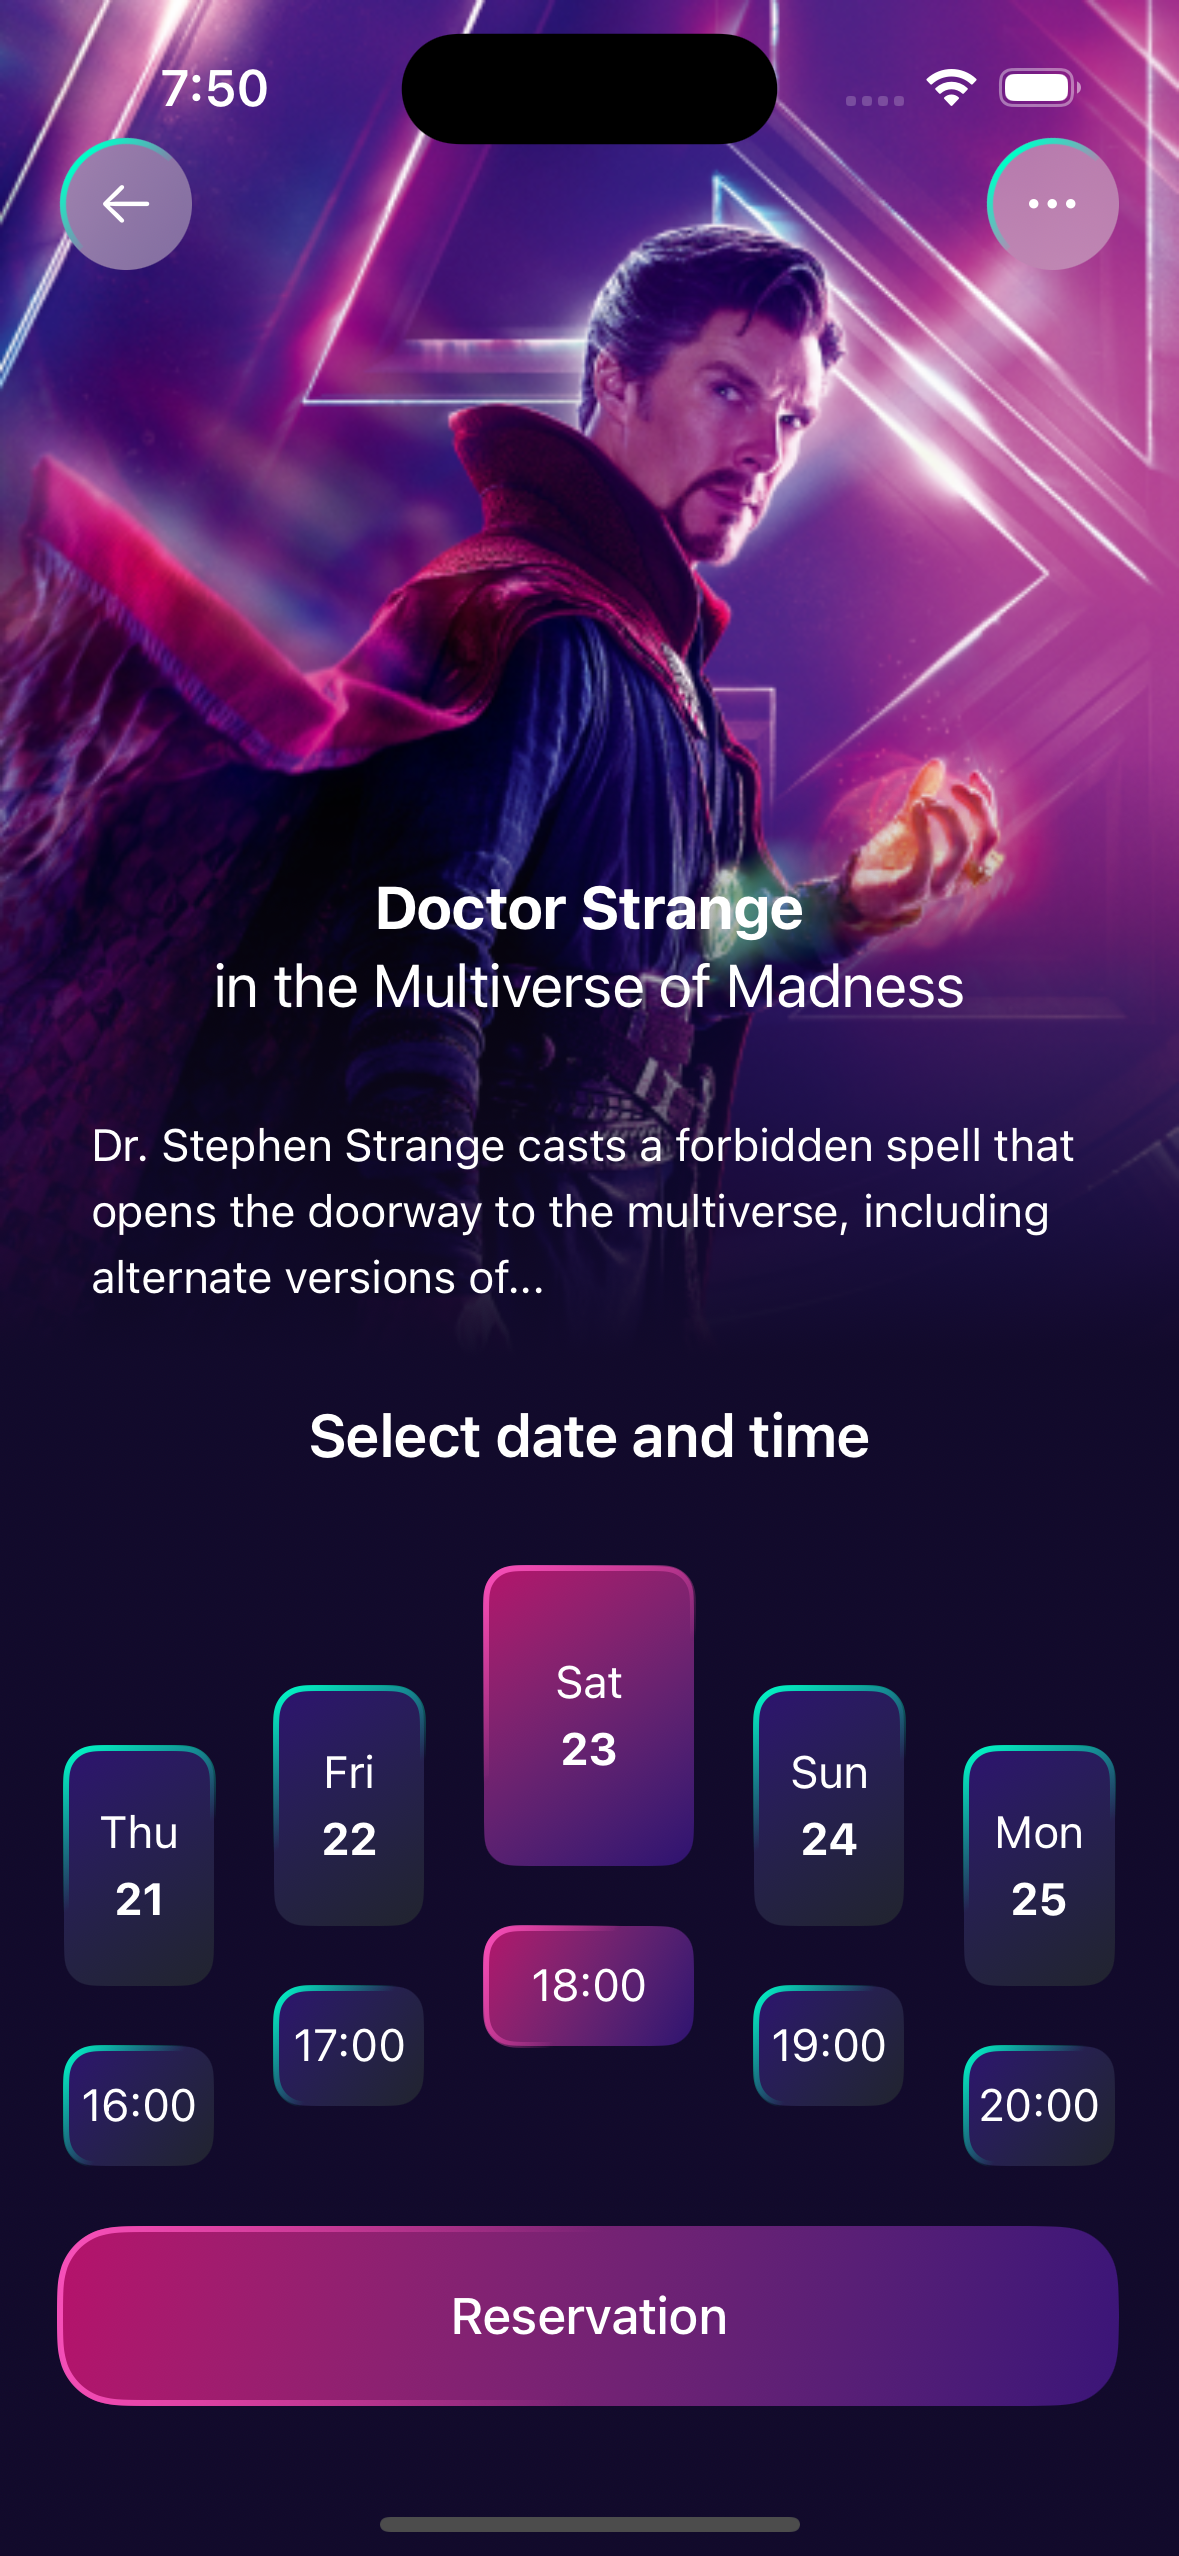 7:50
Doctor Strange
in the Multiverse of Madness
Dr. Stephen Strange casts a forbidden spell that
opens the doorway to the multiverse, including
alternate versions of...
Select date and time
Thu
21
Fri
22
Sat
23
Sun
24
Mon
25
16:00
17:00
18:00
19:00
20:00
Reservation